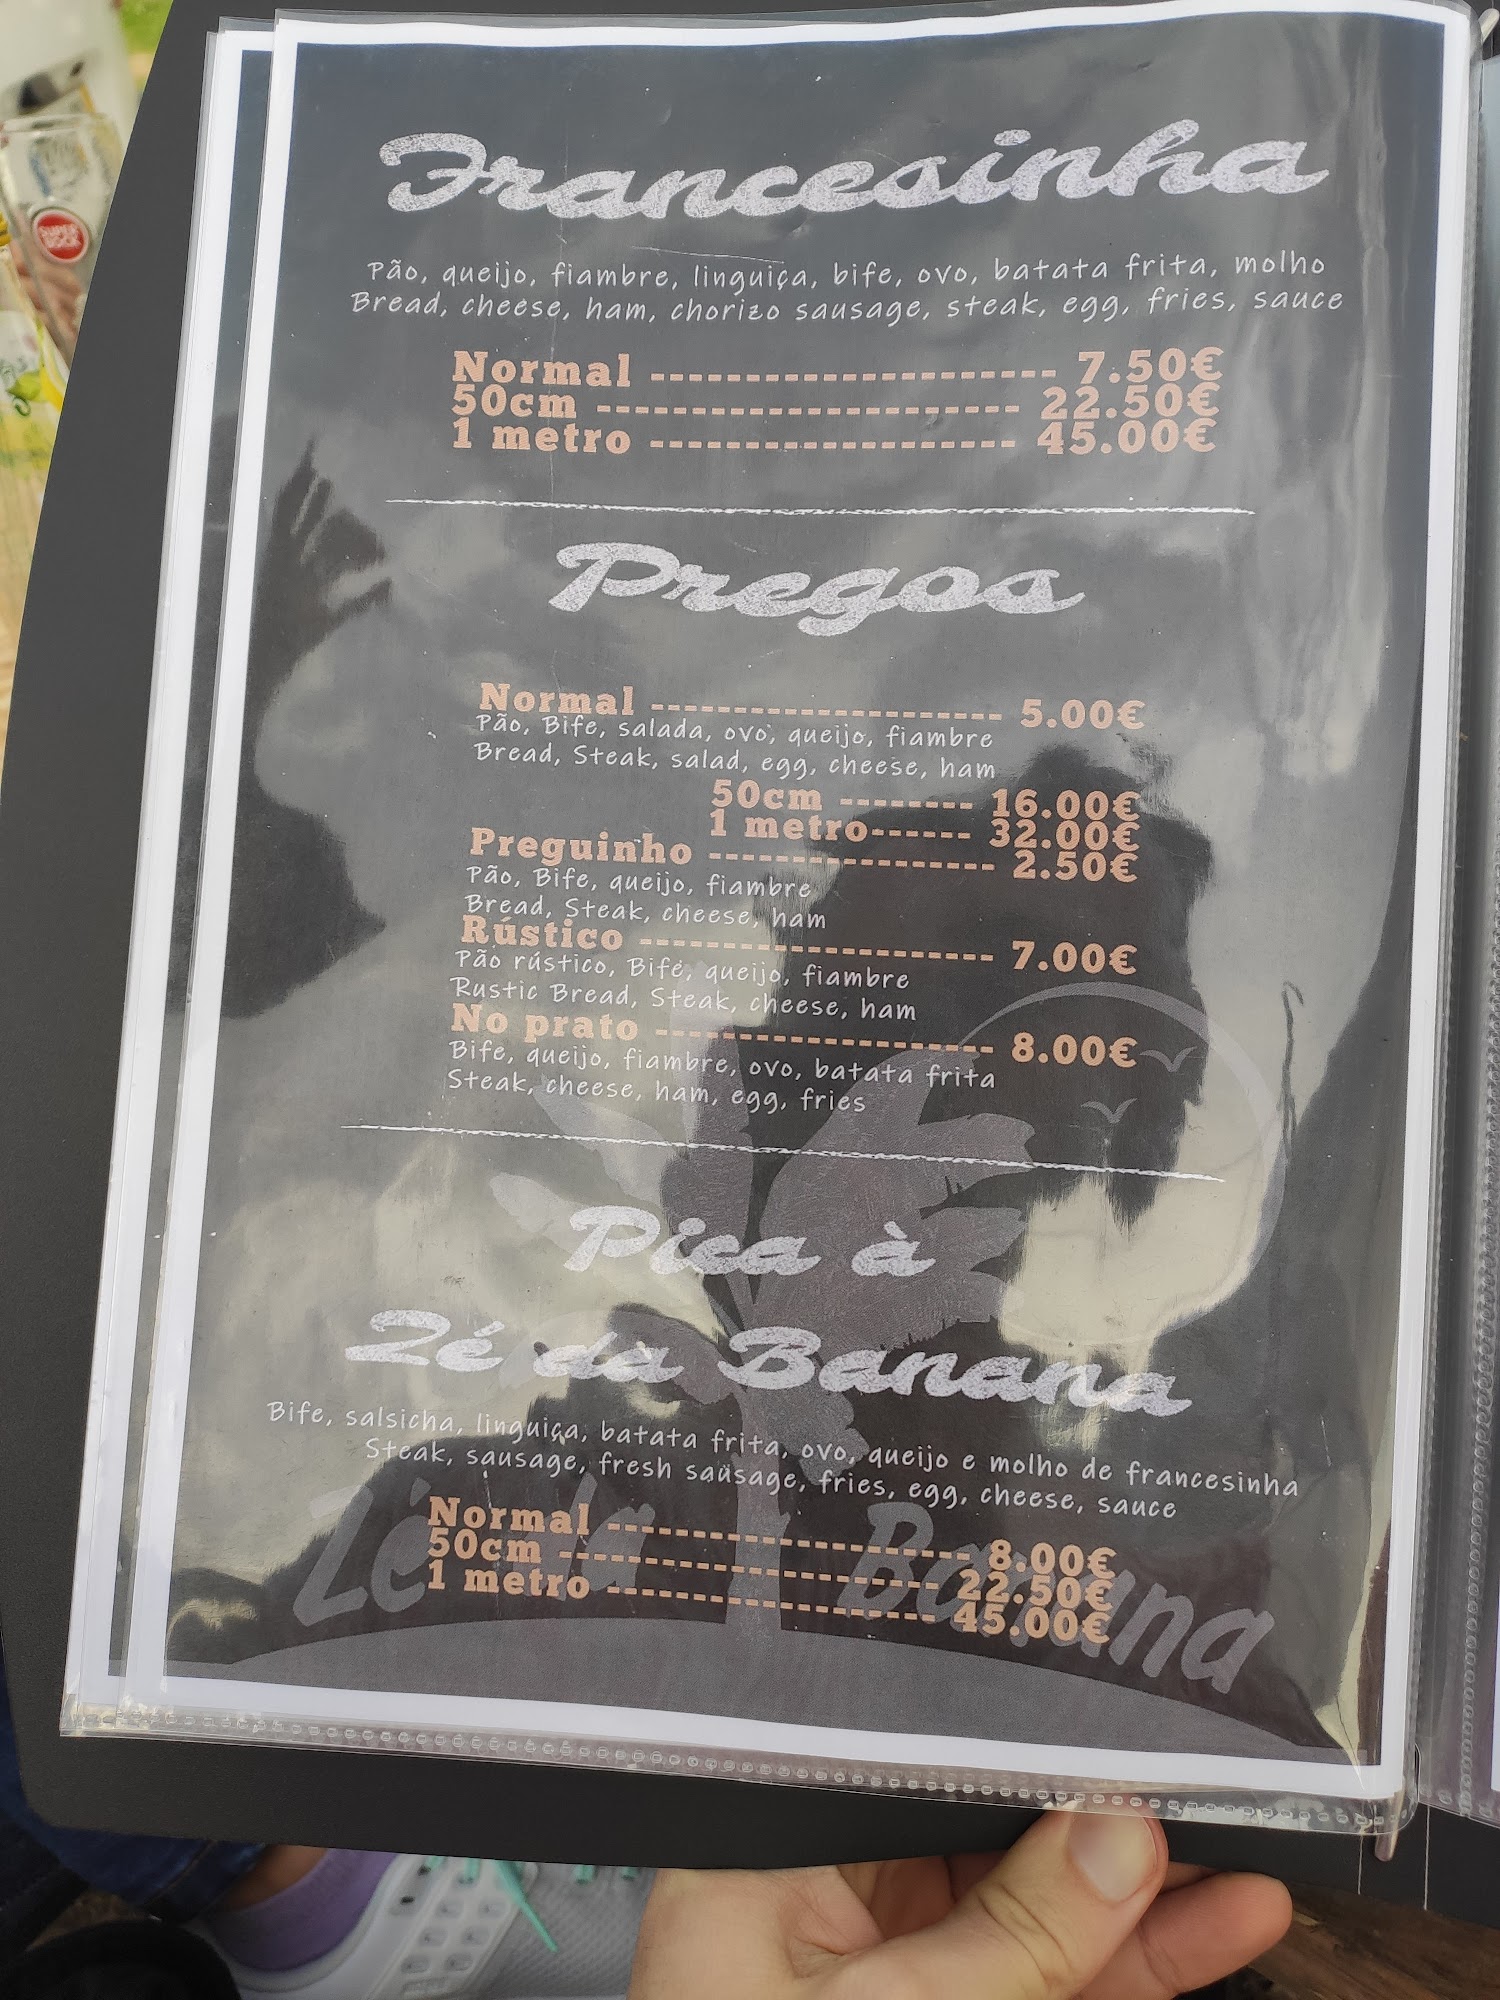 SUPER BOCK
Francesinha
Pão, queijo, fiambre, linguiça, bife, ovo, batata frita, molho
Bread, cheese, ham, chorizo sausage, steak, egg, fries, sauce
Normal --------------------- 7.50€
50cm ---------------------- 22.50€
1 metro ------------------- 45.00€
Pregos
Normal ------------------- 5.00€
Pão, Bife, salada, ovo, queijo, fiambre
Bread, Steak, salad, egg, cheese, ham
50cm -------- 16.00€
1 metro------ 32.00€
Preguinho ---------------- 2.50€
Pão, Bife, queijo, fiambre
Bread, Steak, cheese, ham
Rústico ------------------- 7.00€
Pão rústico, Bife, queijo, fiambre
Rustic Bread, Steak, cheese, ham
No prato ------------------ 8.00€
Bife, queijo, fiambre, ovo, batata frita
Steak, cheese, ham, egg, fries
Pica à
Zé da Banana
Bife, salsicha, linguiça, batata frita, ovo, queijo e molho de francesinha
Steak, sausage, fresh sausage, fries, egg, cheese, sauce
Normal ------------------- 8.00€
50cm -------------------- 22.50€
1 metro ----------------- 45.00€
Zé da Banana